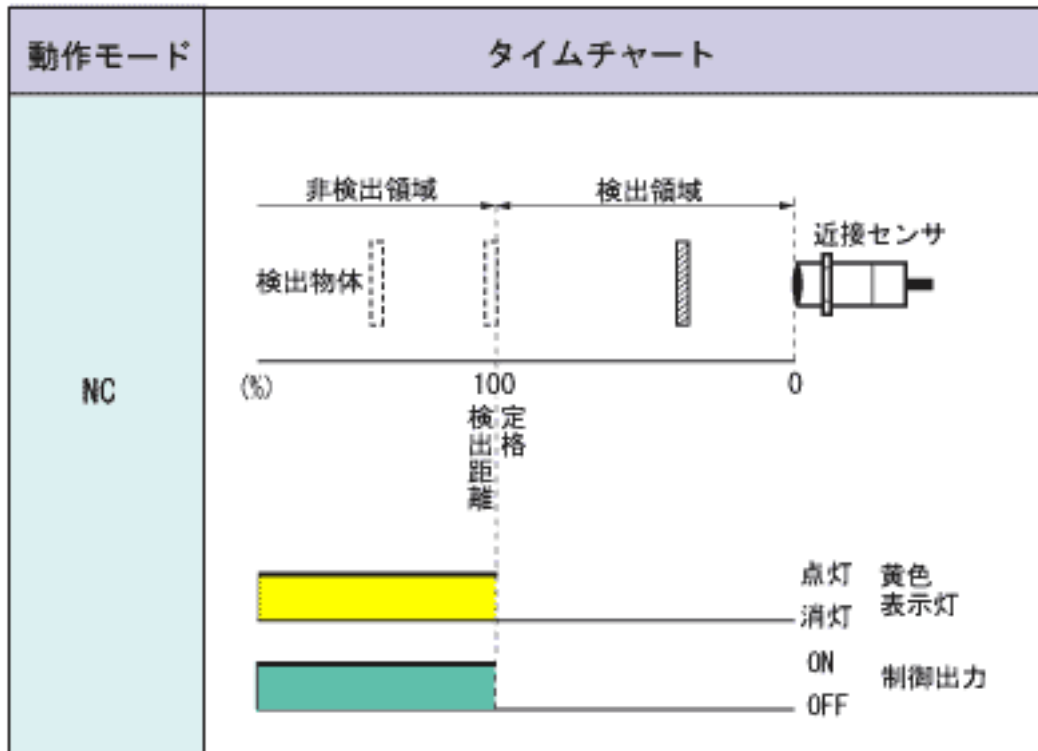 動作モード
タイムチャート
NC
非検出領域
検出領域
近接センサ
検出物体
(%)
100
0
定格
検出距離
点灯
消灯
黄色
表示灯
ON
OFF
制御出力